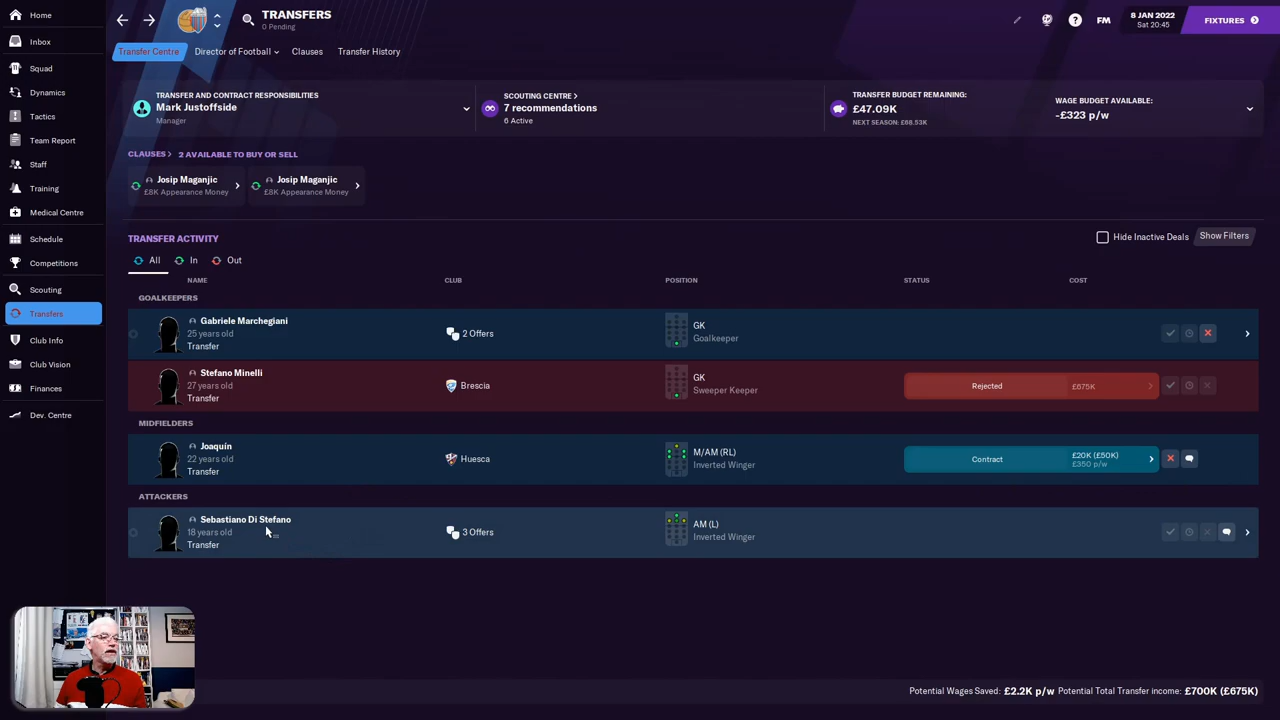 Home
TRANSFERS
0 Pending
FM
8 JAN 2022
Sat 20:45
FIXTURES
Inbox
Squad
Dynamics
Tactics
Team Report
Staff
Training
Medical Centre
Schedule
Competitions
Scouting
Transfers
Club Info
Club Vision
Finances
Dev. Centre
Transfer Centre
Director of Football
Clauses
Transfer History
TRANSFER AND CONTRACT RESPONSIBILITIES
Mark Justoffside
Manager
SCOUTING CENTRE >
7 recommendations
6 Active
TRANSFER BUDGET REMAINING:
£47.09K
NEXT SEASON: £68.53K
WAGE BUDGET AVAILABLE:
-£323 p/w
CLAUSES > 2 AVAILABLE TO BUY OR SELL
Josip Maganjic
£8K Appearance Money
Josip Maganjic
£8K Appearance Money
TRANSFER ACTIVITY
Hide Inactive Deals
Show Filters
All In Out
NAME CLUB POSITION STATUS COST
GOALKEEPERS
Gabriele Marchegiani
25 years old
Transfer
2 Offers
GK
Goalkeeper
Stefano Minelli
27 years old
Transfer
Brescia
GK
Sweeper Keeper
Rejected £675K
MIDFIELDERS
Joaquín
22 years old
Transfer
Huesca
M/AM (RL)
Inverted Winger
Contract
£20K (£50K)
£350 p/w
ATTACKERS
Sebastiano Di Stefano
18 years old
Transfer
3 Offers
AM (L)
Inverted Winger
Potential Wages Saved: £2.2K p/w Potential Total Transfer income: £700K (£675K)